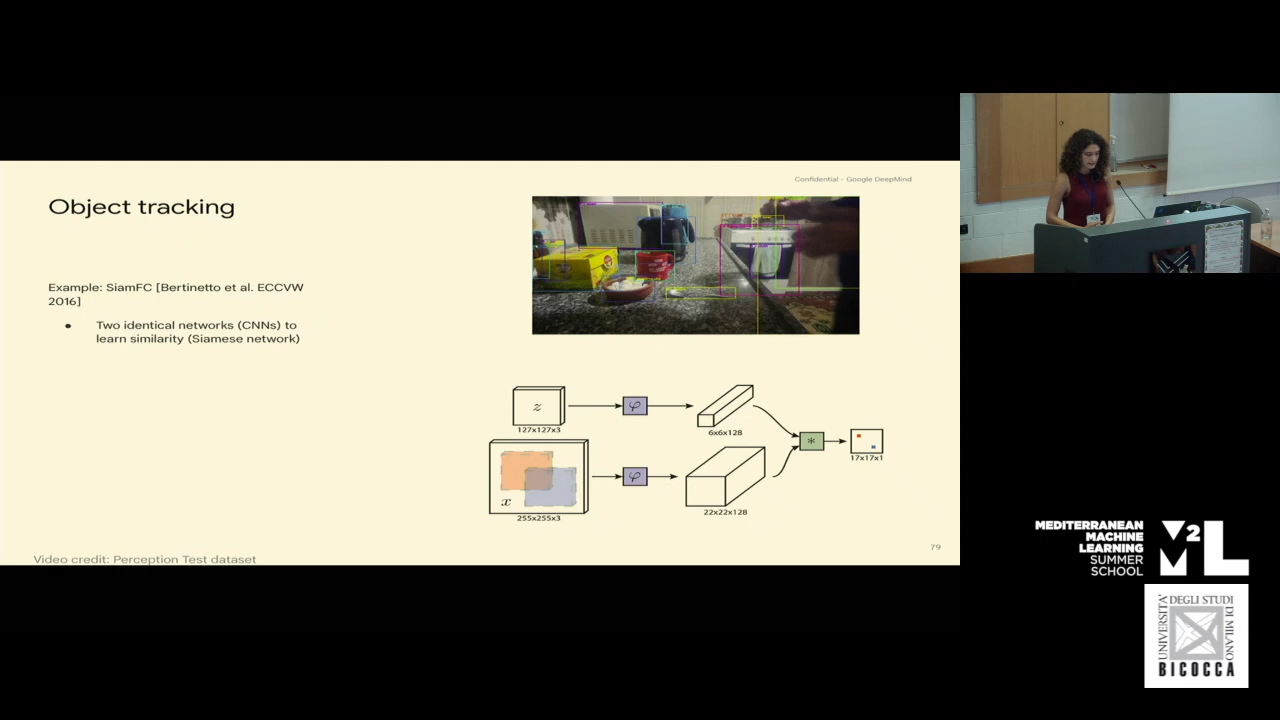 Confidential - Google DeepMind
Object tracking
Example: SiamFC [Bertinetto et al. ECCVW
2016]
● Two identical networks (CNNs) to
learn similarity (Siamese network)
z
127x127x3
φ
6x6x128
*
17x17x1
x
255x255x3
φ
22x22x128
79
Video credit: Perception Test dataset
MEDITERRANEAN
MACHINE
LEARNING
SUMMER
SCHOOL
M2L
UNIVERSITA'
DEGLI STUDI
DI MILANO
BICOCCA